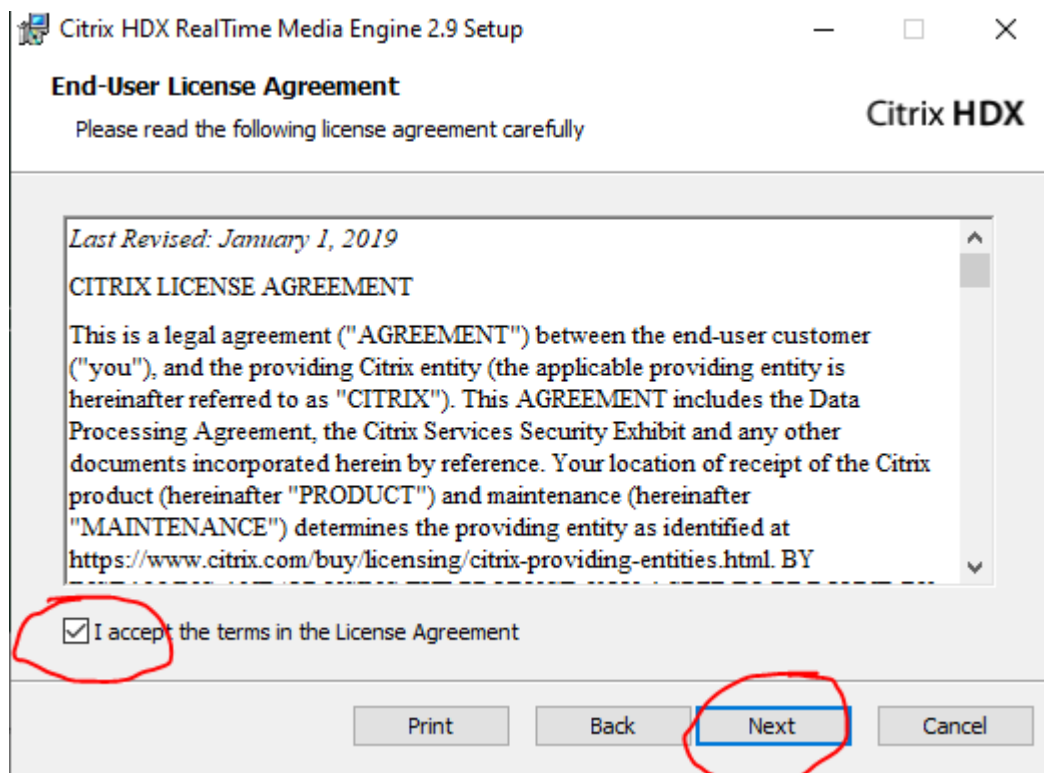 Citrix HDX RealTime Media Engine 2.9 Setup
End-User License Agreement
Please read the following license agreement carefully
Citrix HDX
Last Revised: January 1, 2019
CITRIX LICENSE AGREEMENT
This is a legal agreement ("AGREEMENT") between the end-user customer
("you"), and the providing Citrix entity (the applicable providing entity is
hereinafter referred to as "CITRIX"). This AGREEMENT includes the Data
Processing Agreement, the Citrix Services Security Exhibit and any other
documents incorporated herein by reference. Your location of receipt of the Citrix
product (hereinafter "PRODUCT") and maintenance (hereinafter
"MAINTENANCE") determines the providing entity as identified at
https://www.citrix.com/buy/licensing/citrix-providing-entities.html. BY
I accept the terms in the License Agreement
Print
Back
Next
Cancel